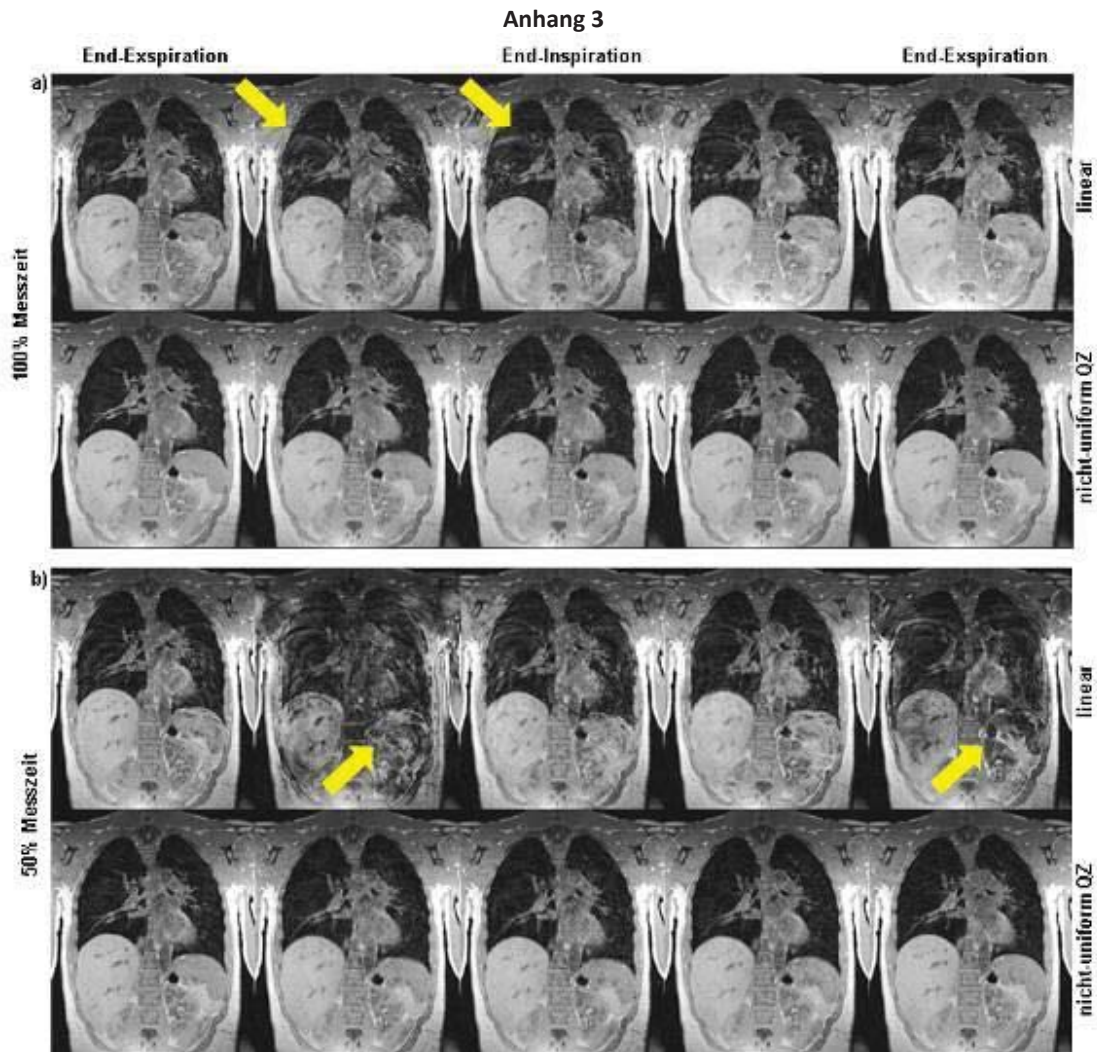 Anhang 3
End-Exspiration End-Inspiration End-Exspiration
a)
linear
100% Messzeit
nicht-uniform QZ
b)
linear
50% Messzeit
nicht-uniform QZ